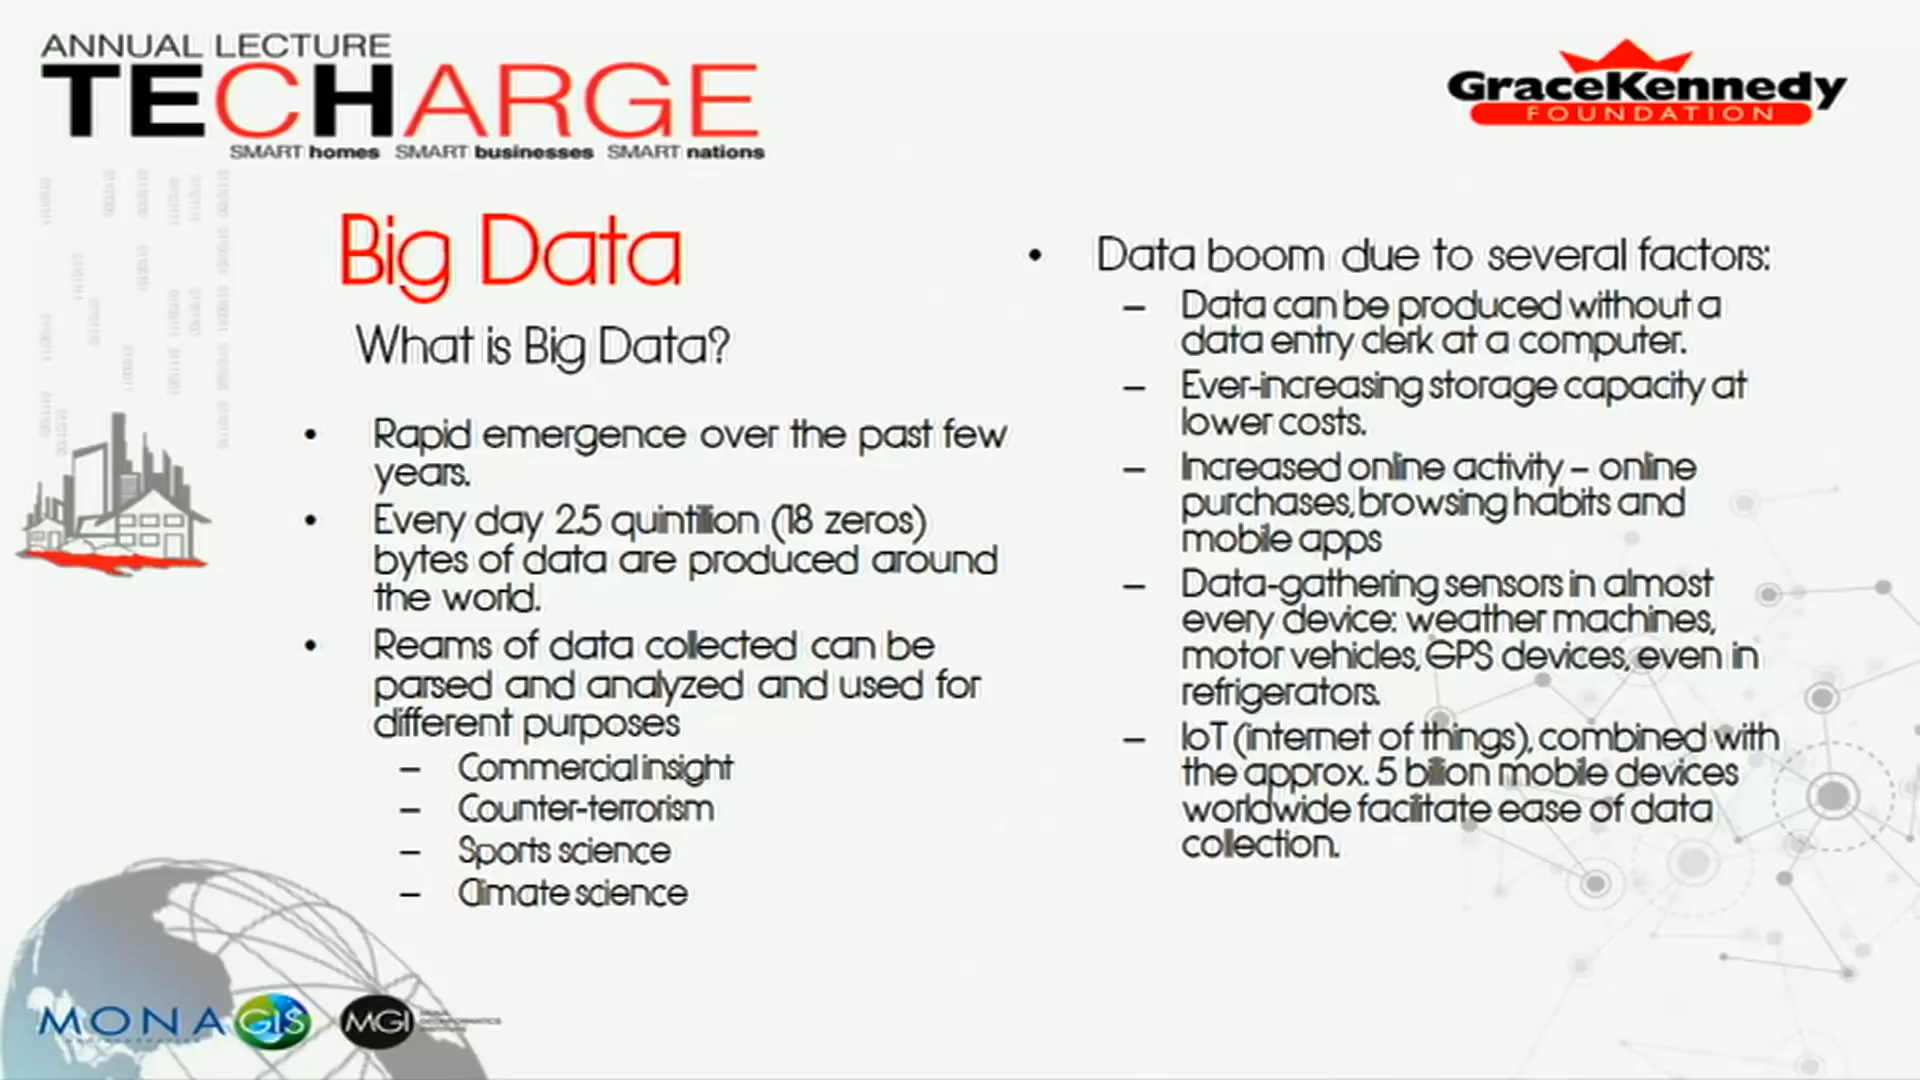 ANNUAL LECTURE
TECHARGE
SMART homes SMART businesses SMART nations
GraceKennedy
FOUNDATION
Big Data
What is Big Data?
• Rapid emergence over the past few
years.
• Every day 2.5 quintillion (18 zeros)
bytes of data are produced around
the world.
• Reams of data collected can be
parsed and analyzed and used for
different purposes
– Commercial insight
– Counter-terrorism
– Sports science
– Climate science
• Data boom due to several factors:
– Data can be produced without a
data entry clerk at a computer.
– Ever-increasing storage capacity at
lower costs.
– Increased online activity – online
purchases, browsing habits and
mobile apps
– Data-gathering sensors in almost
every device: weather machines,
motor vehicles, GPS devices, even in
refrigerators.
– IoT (internet of things), combined with
the approx. 5 billion mobile devices
worldwide facilitate ease of data
collection.
MONA GIS
MGI